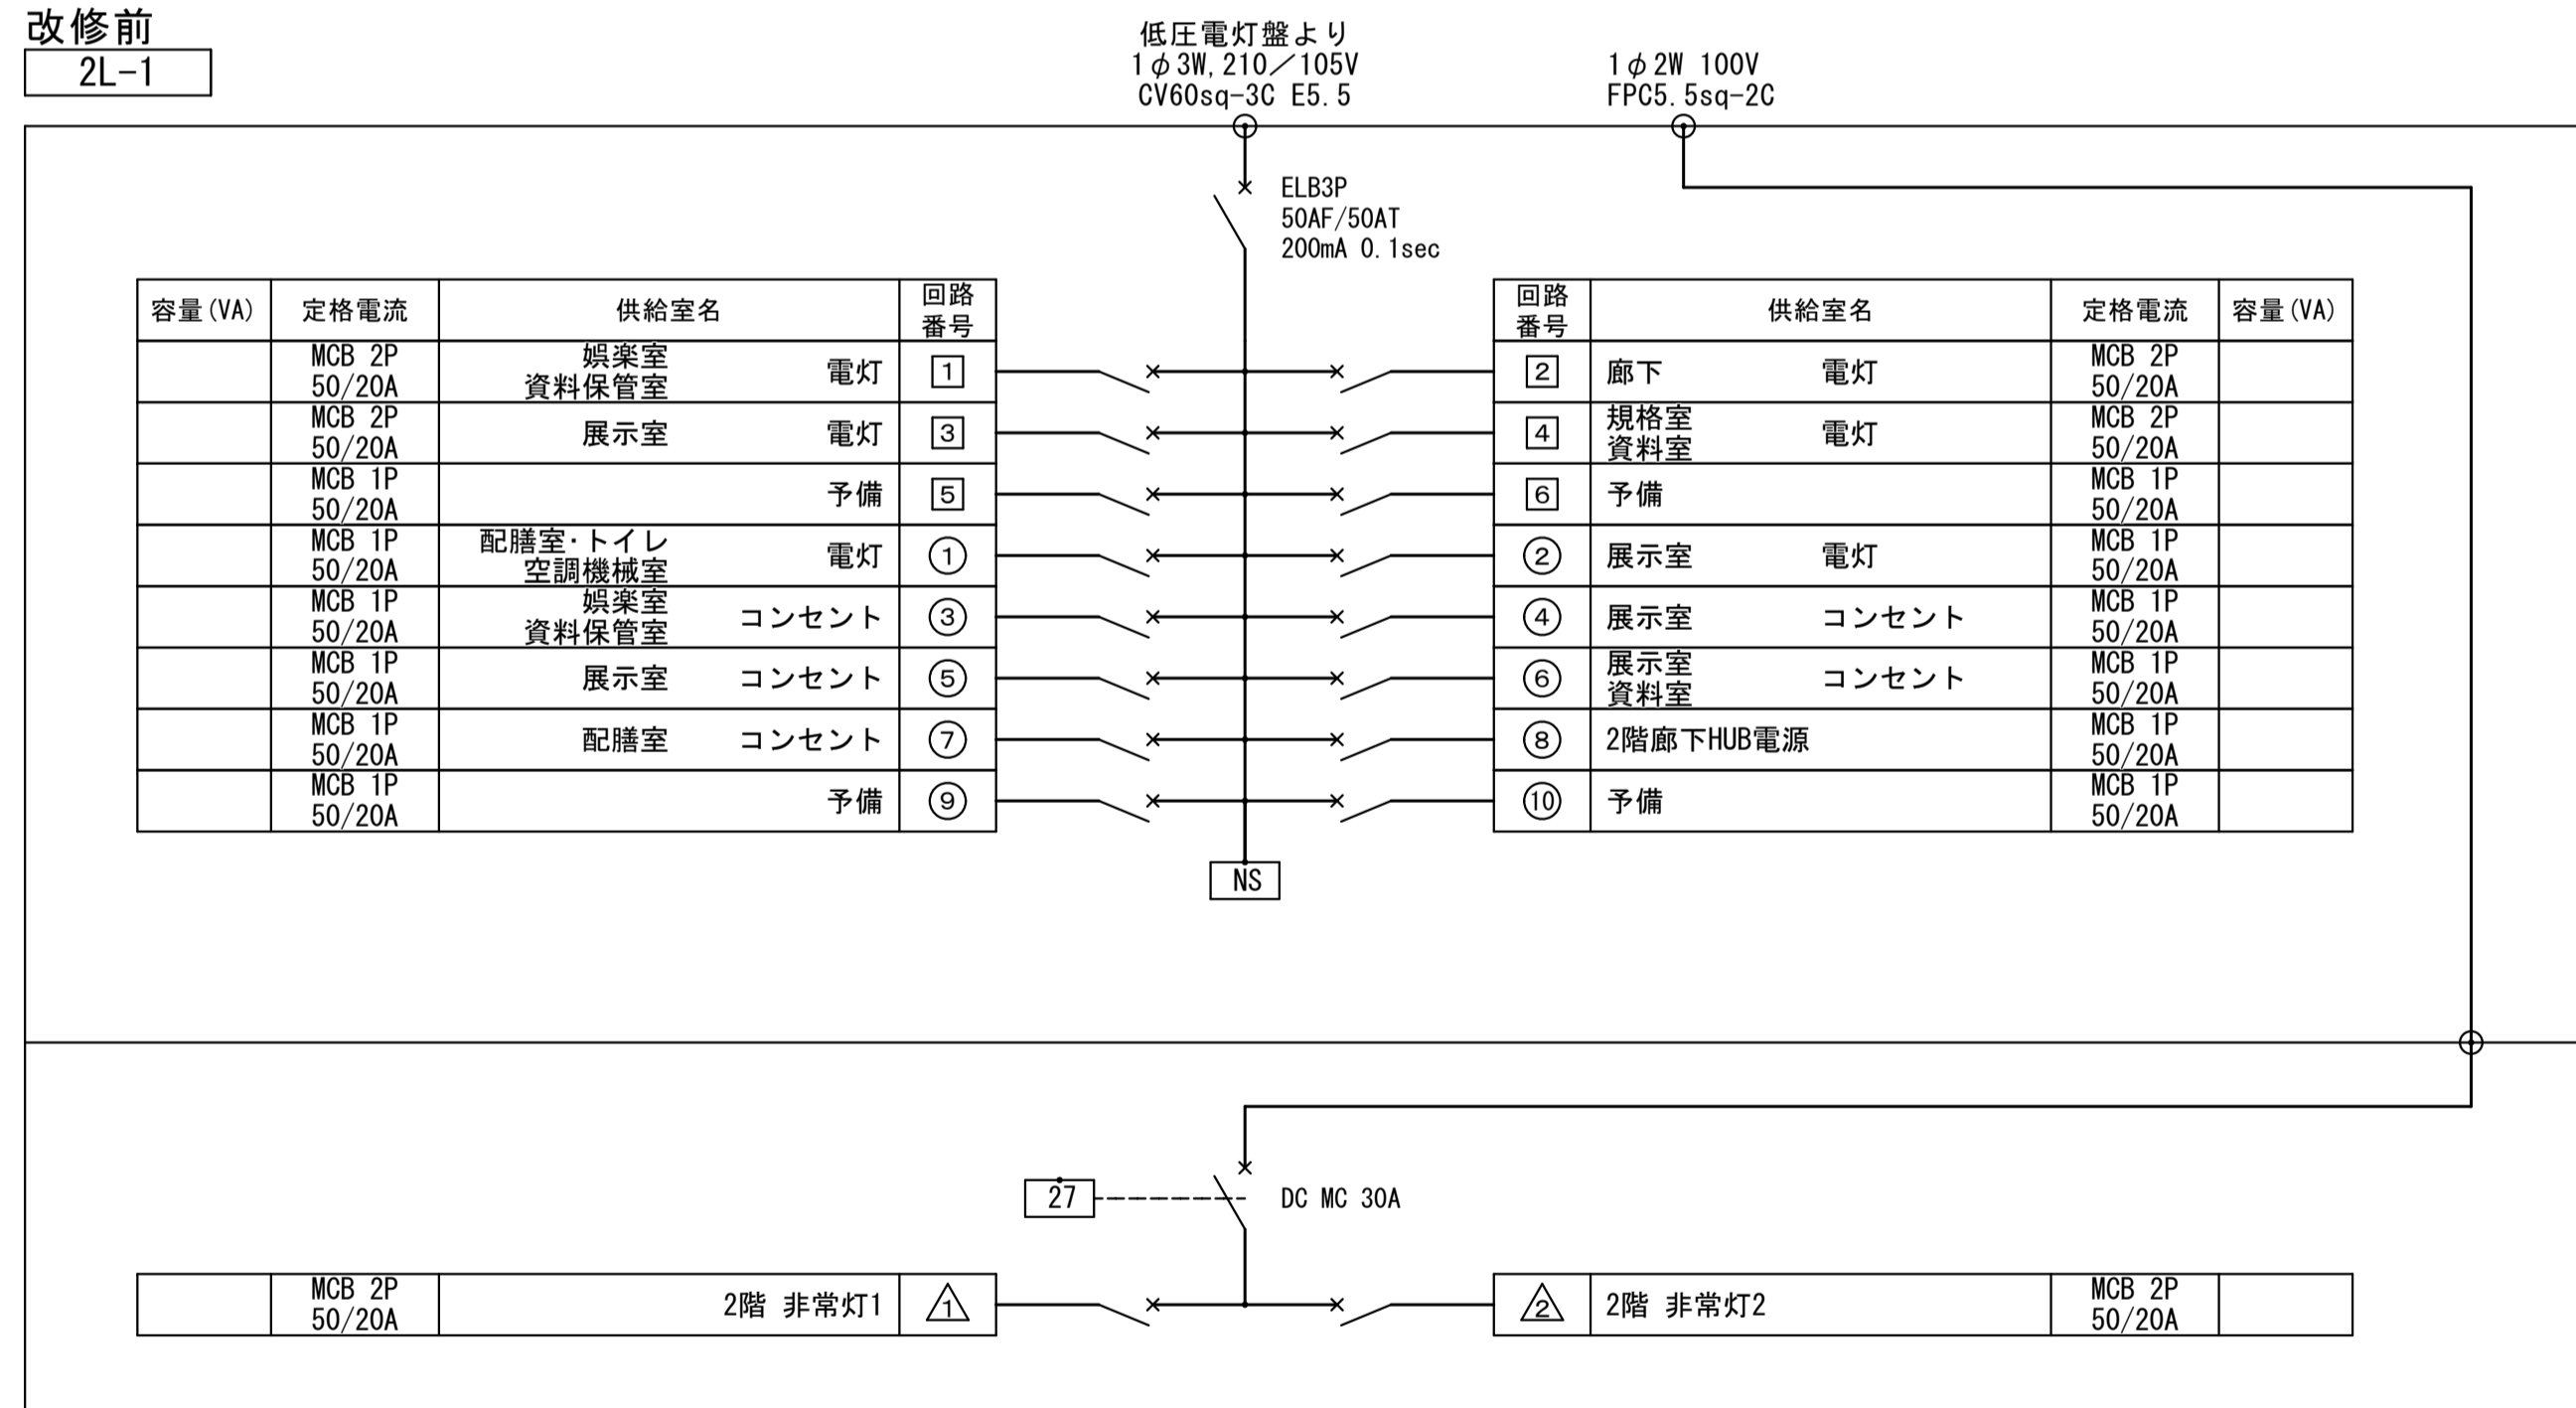 改修前
2L-1
低圧電灯盤より
1φ3W,210／105V
CV60sq-3C E5.5
1φ2W 100V
FPC5.5sq-2C
ELB3P
50AF/50AT
200mA 0.1sec
容量(VA) 定格電流 供給室名 回路
番号
回路
番号 供給室名 定格電流 容量(VA)
MCB 2P
50/20A 娯楽室
資料保管室 電灯 1
2 廊下 電灯 MCB 2P
50/20A
MCB 2P
50/20A 展示室 電灯 3
4 規格室
資料室 電灯 MCB 2P
50/20A
MCB 1P
50/20A 予備 5
6 予備 MCB 1P
50/20A
MCB 1P
50/20A 配膳室・トイレ
空調機械室 電灯 ①
② 展示室 電灯 MCB 1P
50/20A
MCB 1P
50/20A 娯楽室
資料保管室 コンセント ③
④ 展示室 コンセント MCB 1P
50/20A
MCB 1P
50/20A 展示室 コンセント ⑤
⑥ 展示室
資料室 コンセント MCB 1P
50/20A
MCB 1P
50/20A 配膳室 コンセント ⑦
⑧ 2階廊下HUB電源 MCB 1P
50/20A
MCB 1P
50/20A 予備 ⑨
⑩ 予備 MCB 1P
50/20A
NS
27
DC MC 30A
MCB 2P
50/20A 2階 非常灯1 1
2 2階 非常灯2 MCB 2P
50/20A